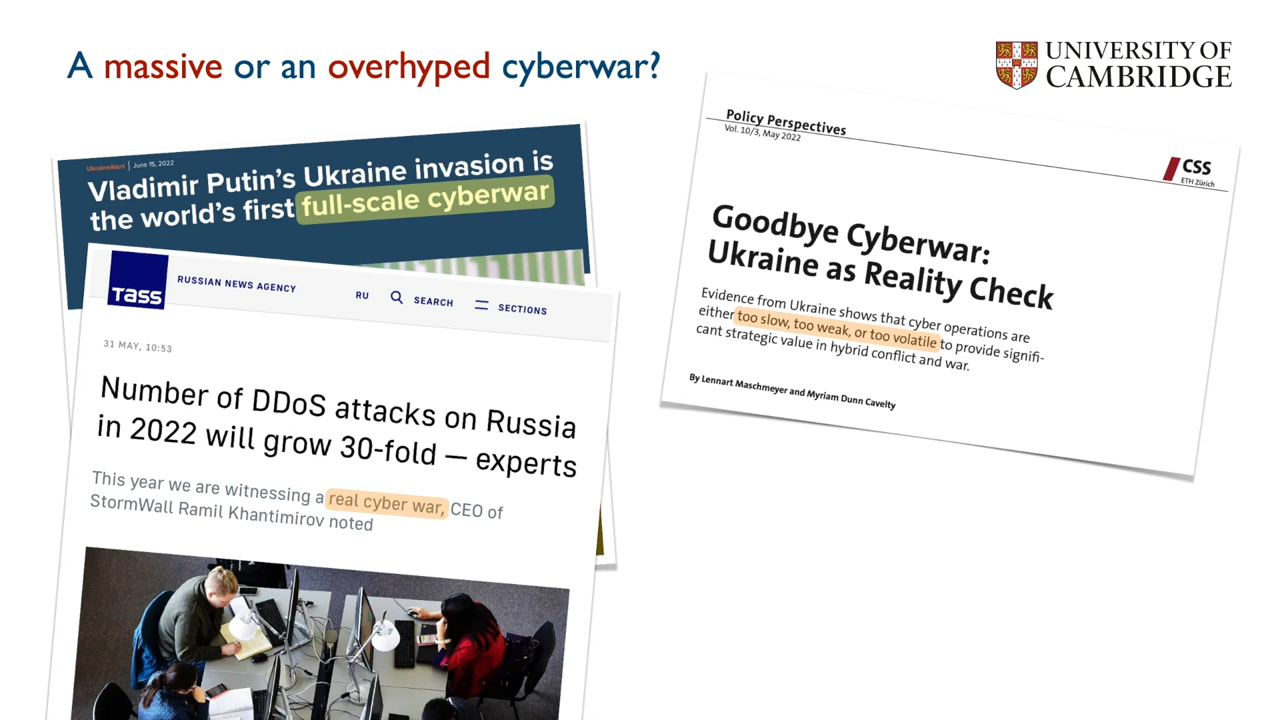 A massive or an overhyped cyberwar?
UNIVERSITY OF
CAMBRIDGE
UkraineAlert | June 15, 2022
Vladimir Putin's Ukraine invasion is
the world's first full-scale cyberwar
TASS
RUSSIAN NEWS AGENCY
RU
SEARCH
SECTIONS
31 MAY, 10:53
Number of DDoS attacks on Russia
in 2022 will grow 30-fold — experts
This year we are witnessing a real cyber war, CEO of
StormWall Ramil Khantimirov noted
Policy Perspectives
Vol. 10/3, May 2022
CSS
ETH Zürich
Goodbye Cyberwar:
Ukraine as Reality Check
Evidence from Ukraine shows that cyber operations are
either too slow, too weak, or too volatile to provide signifi-
cant strategic value in hybrid conflict and war.
By Lennart Maschmeyer and Myriam Dunn Cavelty